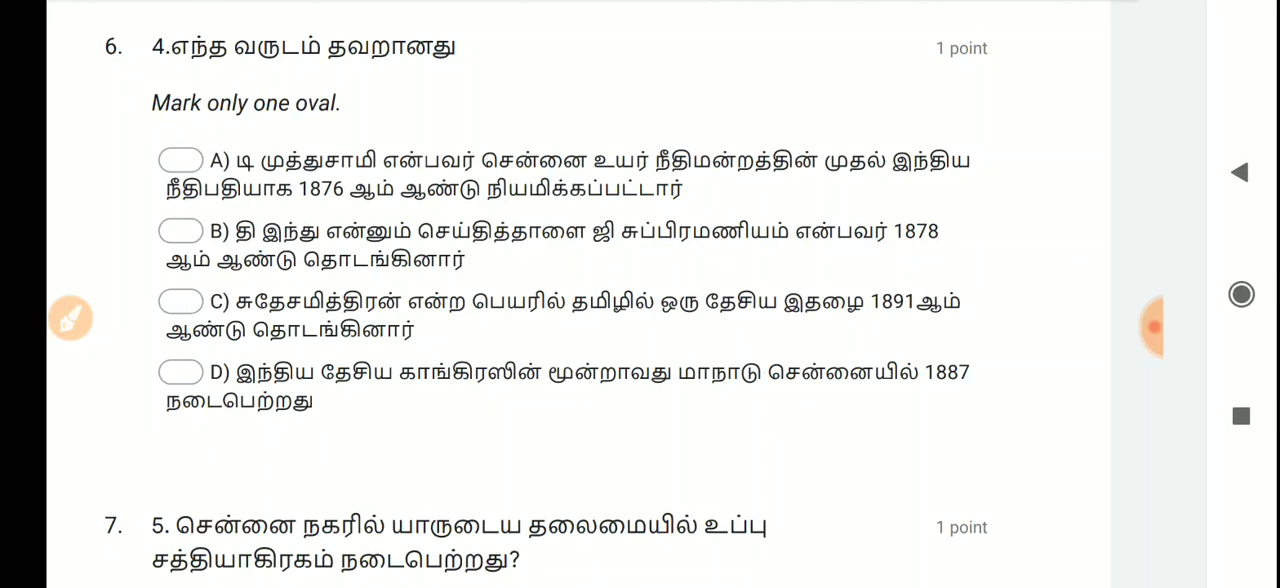 6. 4.எந்த வருடம் தவறானது 1 point
Mark only one oval.
A) டி முத்துசாமி என்பவர் சென்னை உயர் நீதிமன்றத்தின் முதல் இந்திய
நீதிபதியாக 1876 ஆம் ஆண்டு நியமிக்கப்பட்டார்
B) தி இந்து என்னும் செய்தித்தாளை ஜி சுப்பிரமணியம் என்பவர் 1878
ஆம் ஆண்டு தொடங்கினார்
C) சுதேசமித்திரன் என்ற பெயரில் தமிழில் ஒரு தேசிய இதழை 1891ஆம்
ஆண்டு தொடங்கினார்
D) இந்திய தேசிய காங்கிரஸின் மூன்றாவது மாநாடு சென்னையில் 1887
நடைபெற்றது
7. 5. சென்னை நகரில் யாருடைய தலைமையில் உப்பு 1 point
சத்தியாகிரகம் நடைபெற்றது?